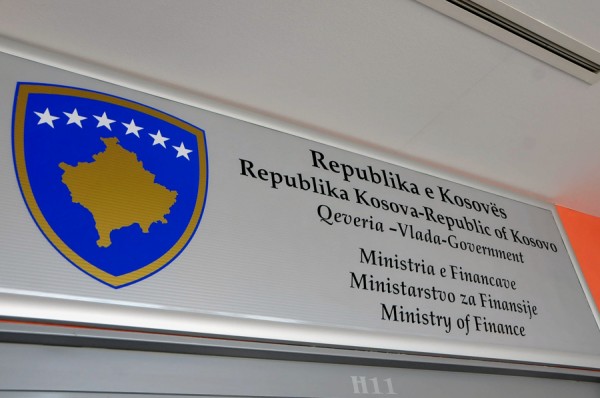 Republika e Kosovës
Republika Kosova-Republic of Kosovo
Qeveria –Vlada-Government
Ministria e Financave
Ministarstvo za Finansije
Ministry of Finance
H11